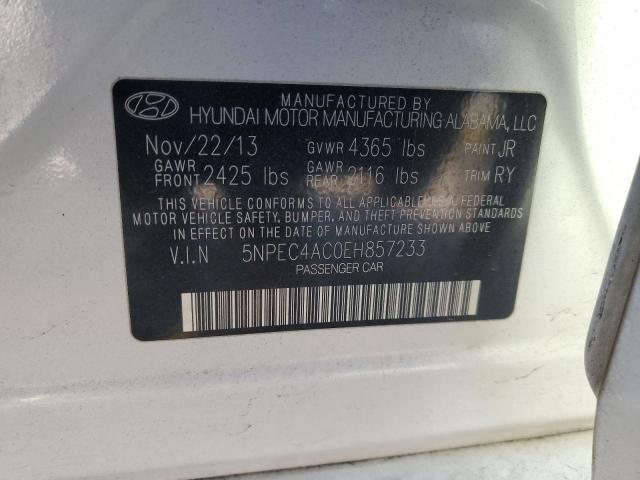 MANUFACTURED BY
HYUNDAI MOTOR MANUFACTURING ALABAMA, LLC
Nov/22/13 GVWR 4365 lbs PAINT JR
GAWR FRONT 2425 lbs GAWR REAR 2116 lbs TRIM RY
THIS VEHICLE CONFORMS TO ALL APPLICABLE U.S. FEDERAL
MOTOR VEHICLE SAFETY, BUMPER, AND THEFT PREVENTION STANDARDS
IN EFFECT ON THE DATE OF MANUFACTURE SHOWN ABOVE.
V.I.N 5NPEC4AC0EH857233
PASSENGER CAR